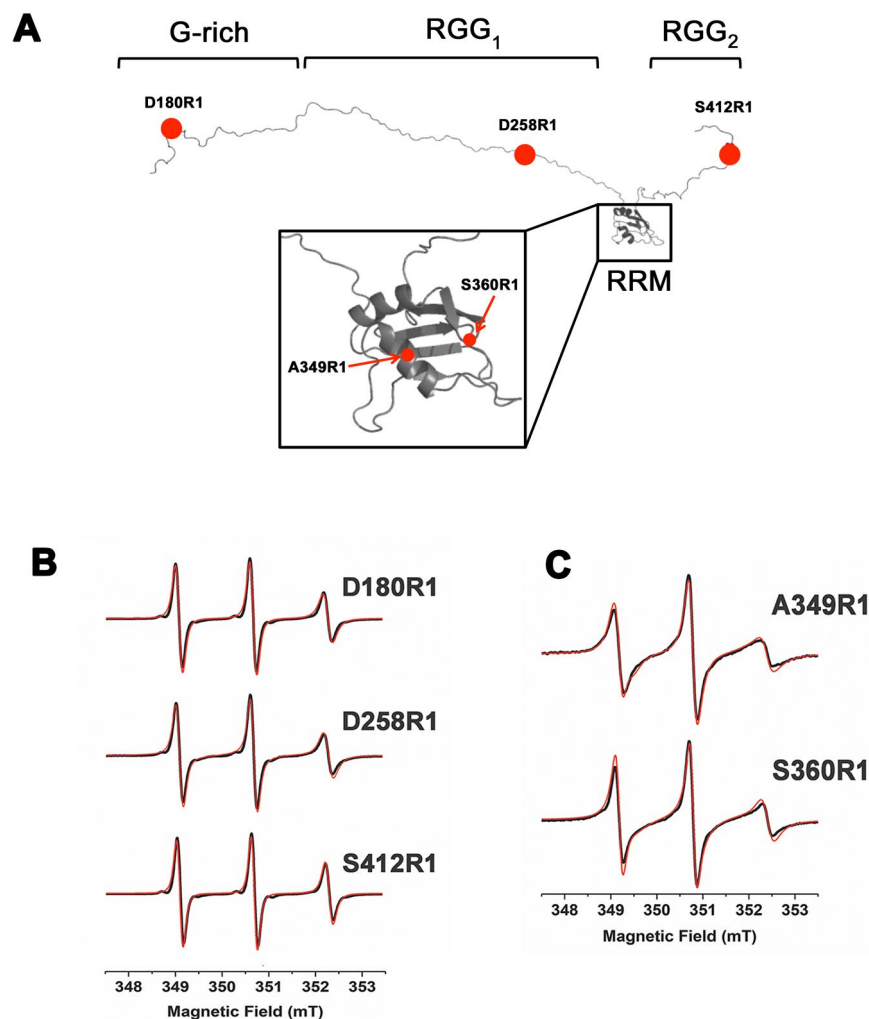 A
G-rich
RGG1
RGG2
D180R1
D258R1
S412R1
S360R1
A349R1
RRM
B
D180R1
D258R1
S412R1
348 349 350 351 352 353
Magnetic Field (mT)
C
A349R1
S360R1
348 349 350 351 352 353
Magnetic Field (mT)